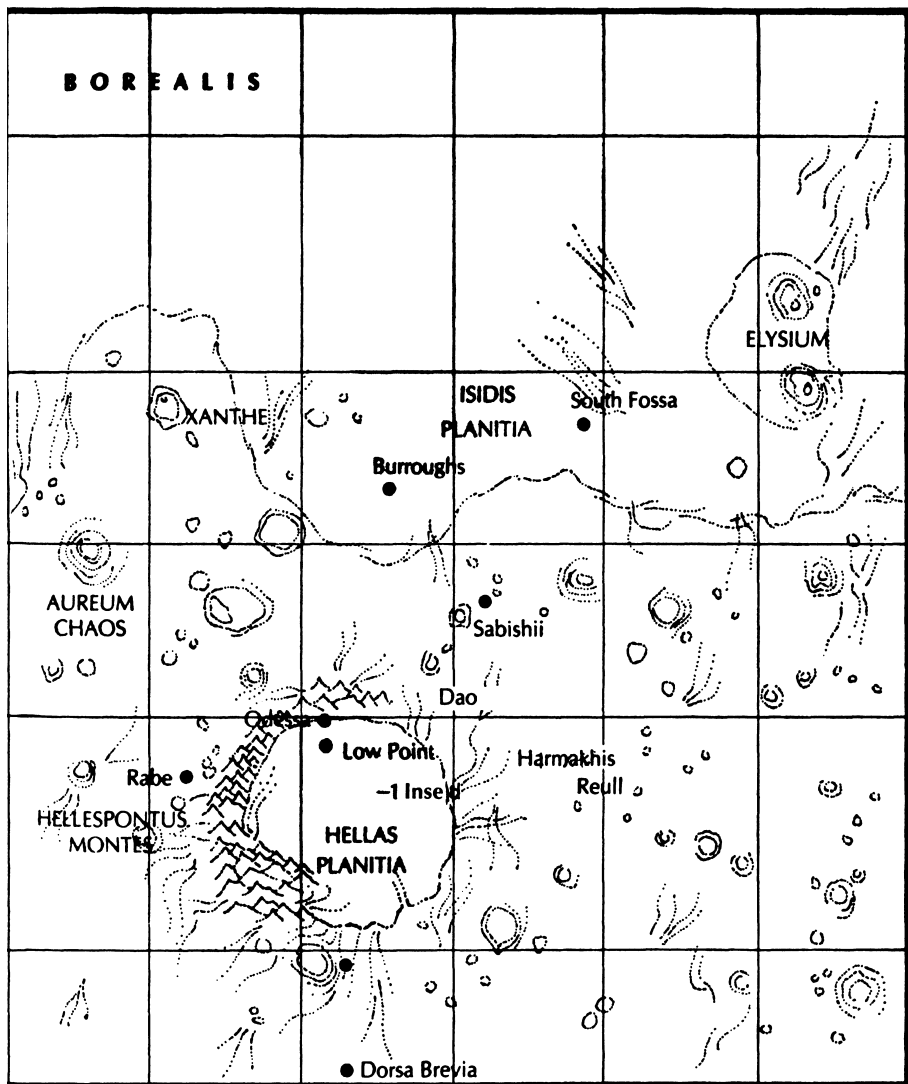 BOREALIS
ELYSIUM
ISIDIS
PLANITIA
South Fossa
XANTHE
Burroughs
AUREUM
CHAOS
Sabishii
Dao
Odessa
Low Point
Harmakhis
Reull
Rabe
-1 Inseld
HELLESPONTUS
MONTES
HELLAS
PLANITIA
Dorsa Brevia